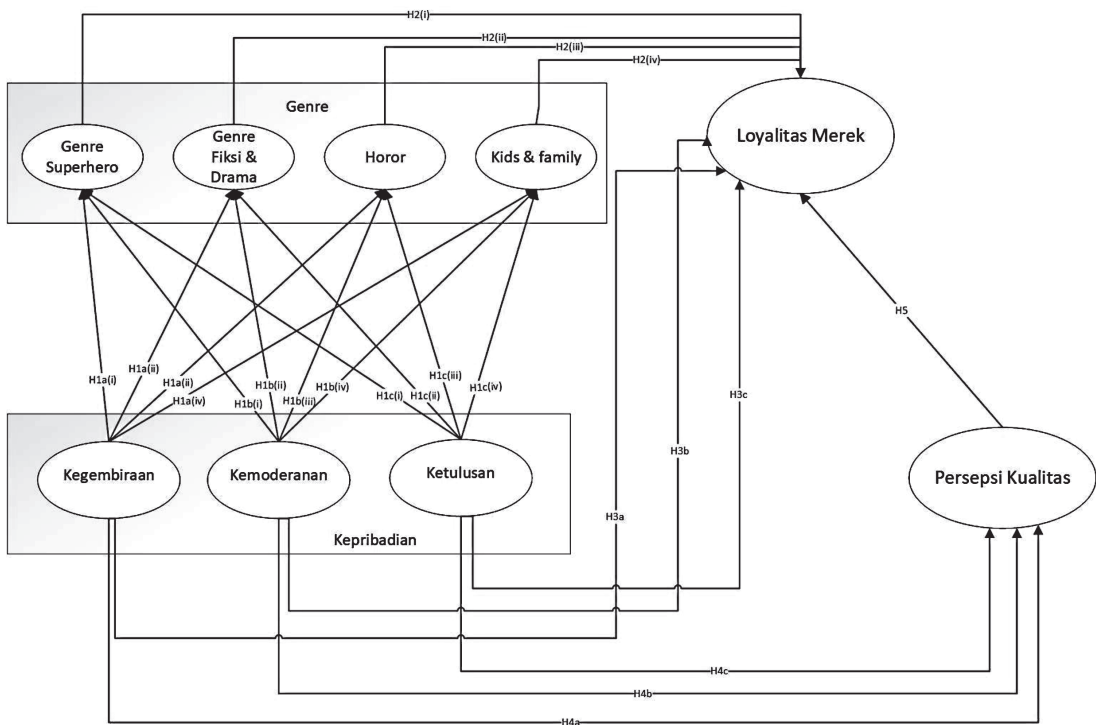 H2(i)
H2(ii)
H2(iii)
H2(iv)
Genre
Genre
Superhero
Genre
Fiksi &
Drama
Horor
Kids & family
Loyalitas Merek
H5
H1a(i)
H1a(ii)
H1a(ii)
H1a(iv)
H1b(i)
H1b(ii)
H1b(iii)
H1b(iv)
H1c(i)
H1c(ii)
H1c(iii)
H1c(iv)
H3c
H3b
H3a
Kegembiraan
Kemoderanan
Ketulusan
Kepribadian
Persepsi Kualitas
H4c
H4b
H4a